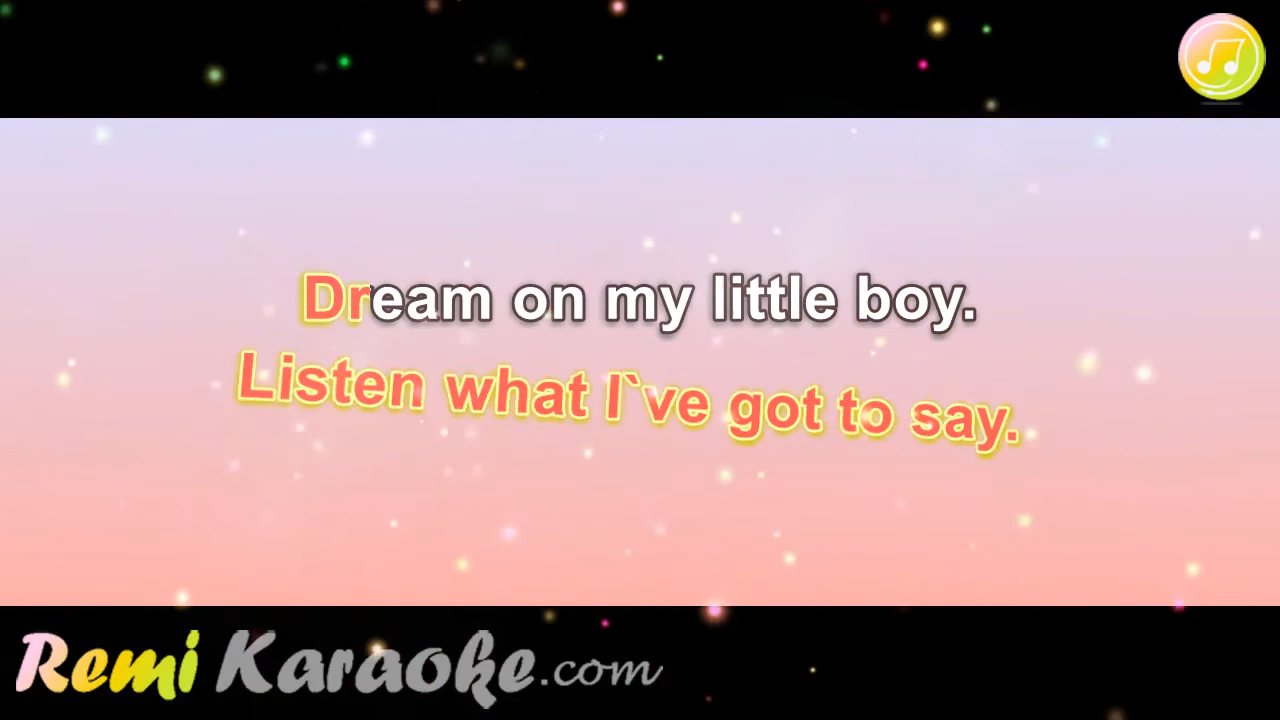 Dream on my little boy.
Listen what I`ve got to say.
Remi Karaoke.com